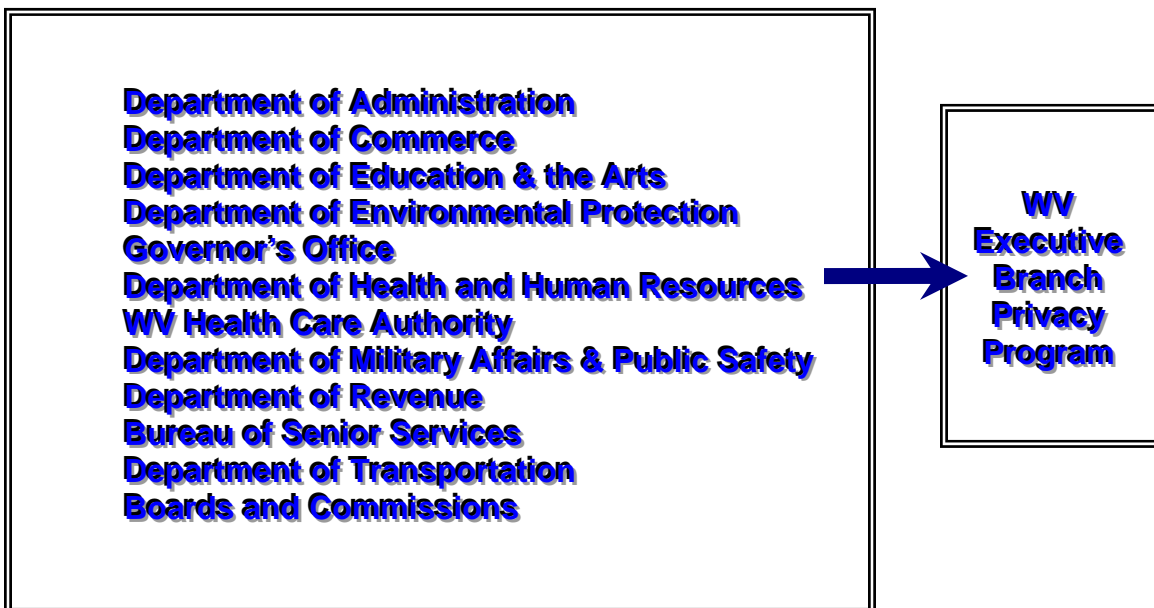 Department of Administration
Department of Commerce
Department of Education & the Arts
Department of Environmental Protection
Governor’s Office
Department of Health and Human Resources
WV Health Care Authority
Department of Military Affairs & Public Safety
Department of Revenue
Bureau of Senior Services
Department of Transportation
Boards and Commissions
WV
Executive
Branch
Privacy
Program